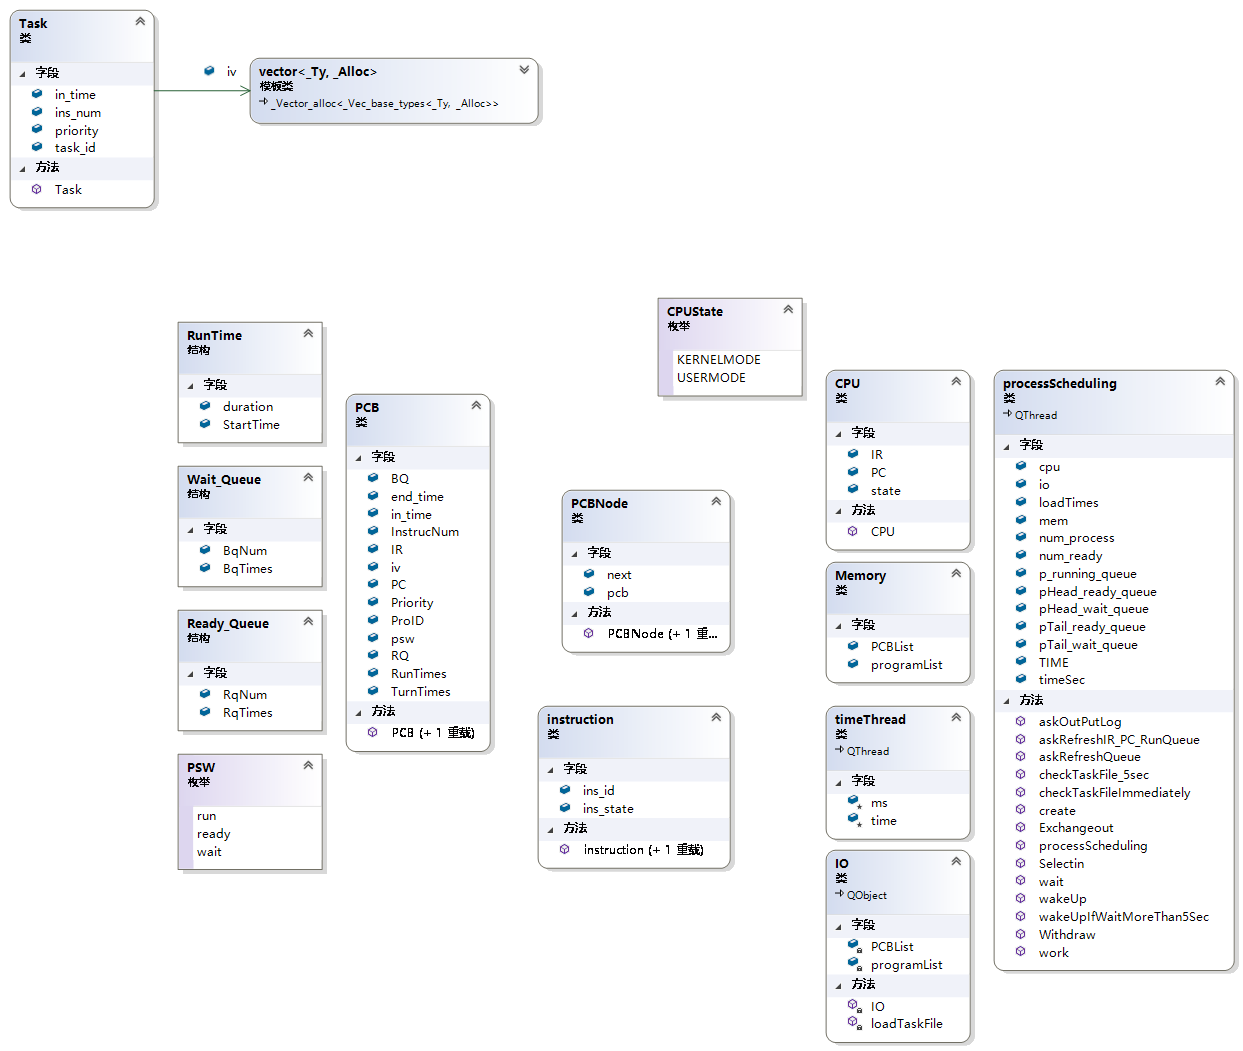 Task
类
字段
in_time
ins_num
priority
task_id
方法
Task
iv
vector<_Ty, _Alloc>
模板类
_Vector_alloc<_Vec_base_types<_Ty, _Alloc>>
RunTime
结构
字段
duration
StartTime
Wait_Queue
结构
字段
BqNum
BqTimes
Ready_Queue
结构
字段
RqNum
RqTimes
PSW
枚举
run
ready
wait
PCB
类
字段
BQ
end_time
in_time
InstrucNum
IR
iv
PC
Priority
ProID
psw
RQ
RunTimes
TurnTimes
方法
PCB (+ 1 重载)
CPUState
枚举
KERNELMODE
USERMODE
PCBNode
类
字段
next
pcb
方法
PCBNode (+ 1 重...
instruction
类
字段
ins_id
ins_state
方法
instruction (+ 1 重载)
CPU
类
字段
IR
PC
state
方法
CPU
Memory
类
字段
PCBList
programList
timeThread
类
QThread
字段
ms
time
IO
类
QObject
字段
PCBList
programList
方法
IO
loadTaskFile
processScheduling
类
QThread
字段
cpu
io
loadTimes
mem
num_process
num_ready
p_running_queue
pHead_ready_queue
pHead_wait_queue
pTail_ready_queue
pTail_wait_queue
TIME
timeSec
方法
askOutPutLog
askRefreshIR_PC_RunQueue
askRefreshQueue
checkTaskFile_5sec
checkTaskFileImmediately
create
Exchangeout
processScheduling
Selectin
wait
wakeUp
wakeUpIfWaitMoreThan5Sec
Withdraw
work